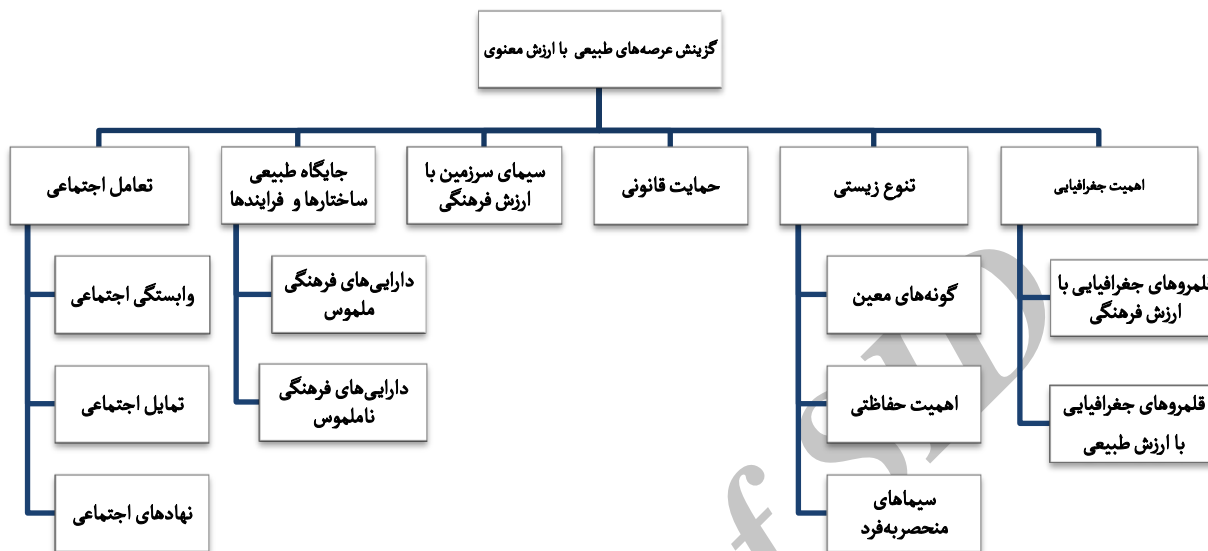 گزینش عرصه‌های طبیعی با ارزش معنوی
اهمیت جغرافیایی
قلمروهای جغرافیایی با
ارزش فرهنگی
قلمروهای جغرافیایی
با ارزش طبیعی
تنوع زیستی
گونه‌های معین
اهمیت حفاظتی
سیماهای
منحصربه‌فرد
حمایت قانونی
سیمای سرزمین با
ارزش فرهنگی
جایگاه طبیعی
ساختارها و فرایندها
دارایی‌های فرهنگی
ملموس
دارایی‌های فرهنگی
ناملموس
تعامل اجتماعی
وابستگی اجتماعی
تمایل اجتماعی
نهادهای اجتماعی
f SID